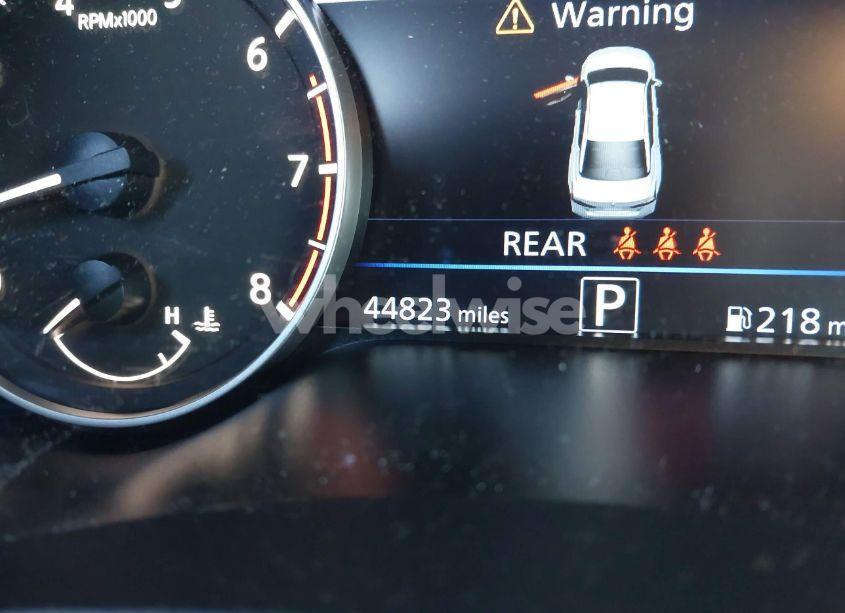 4
5
RPMx1000
6
7
8
H
Warning
REAR
44823 miles
P
218 m
wheelwise